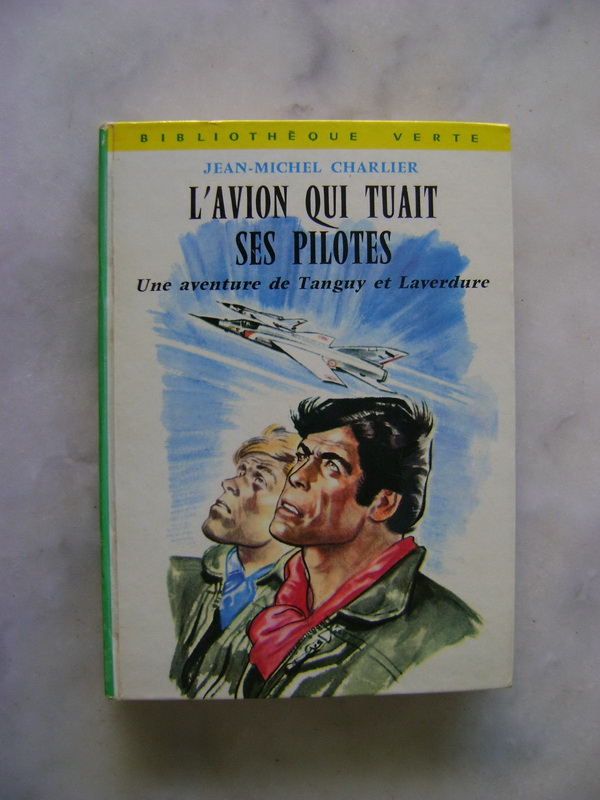 BIBLIOTHÈQUE VERTE
JEAN-MICHEL CHARLIER
L'AVION QUI TUAIT
SES PILOTES
Une aventure de Tanguy et Laverdure